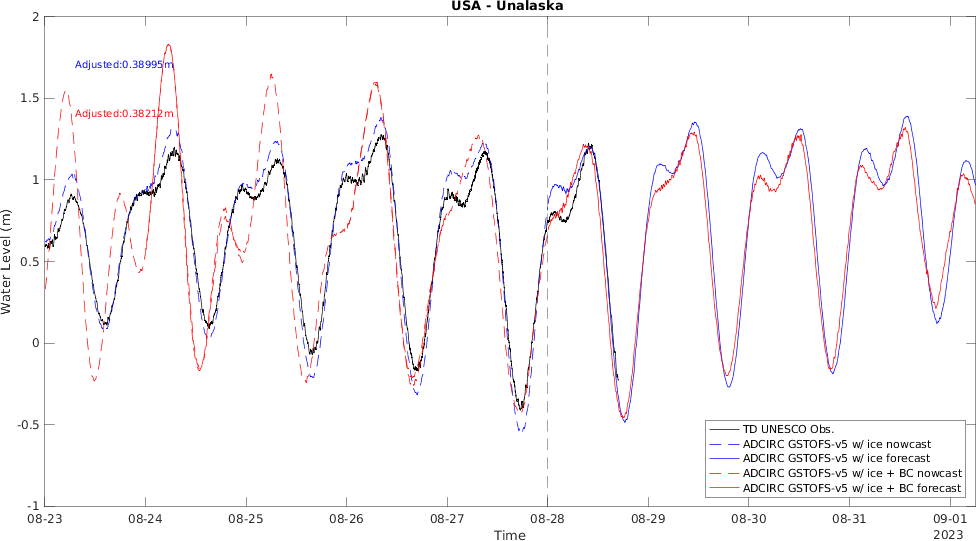 USA - Unalaska
2
1.5
1
0.5
0
-0.5
-1
Water Level (m)
Adjusted:0.38995m
Adjusted:0.38212m
TD UNESCO Obs.
ADCIRC GSTOFS-v5 w/ ice nowcast
ADCIRC GSTOFS-v5 w/ ice forecast
ADCIRC GSTOFS-v5 w/ ice + BC nowcast
ADCIRC GSTOFS-v5 w/ ice + BC forecast
08-23 08-24 08-25 08-26 08-27 08-28 08-29 08-30 08-31 09-01
2023
Time